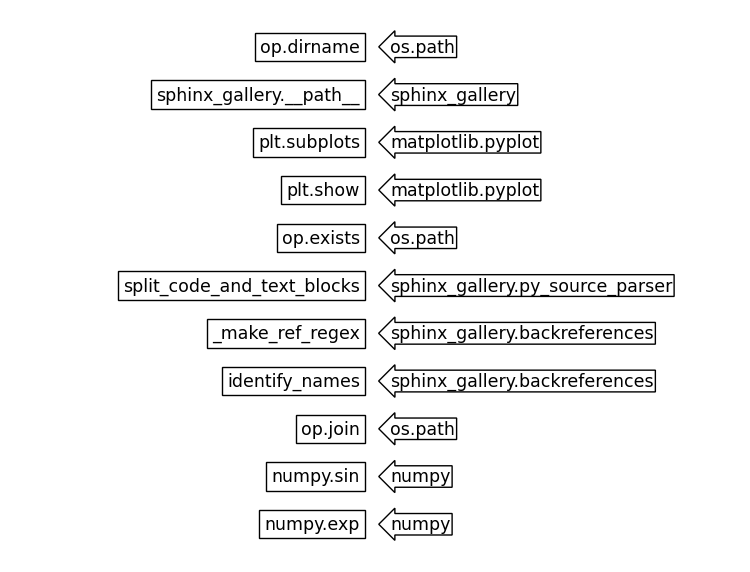 op.dirname os.path
sphinx_gallery.__path__ sphinx_gallery
plt.subplots matplotlib.pyplot
plt.show matplotlib.pyplot
op.exists os.path
split_code_and_text_blocks sphinx_gallery.py_source_parser
_make_ref_regex sphinx_gallery.backreferences
identify_names sphinx_gallery.backreferences
op.join os.path
numpy.sin numpy
numpy.exp numpy